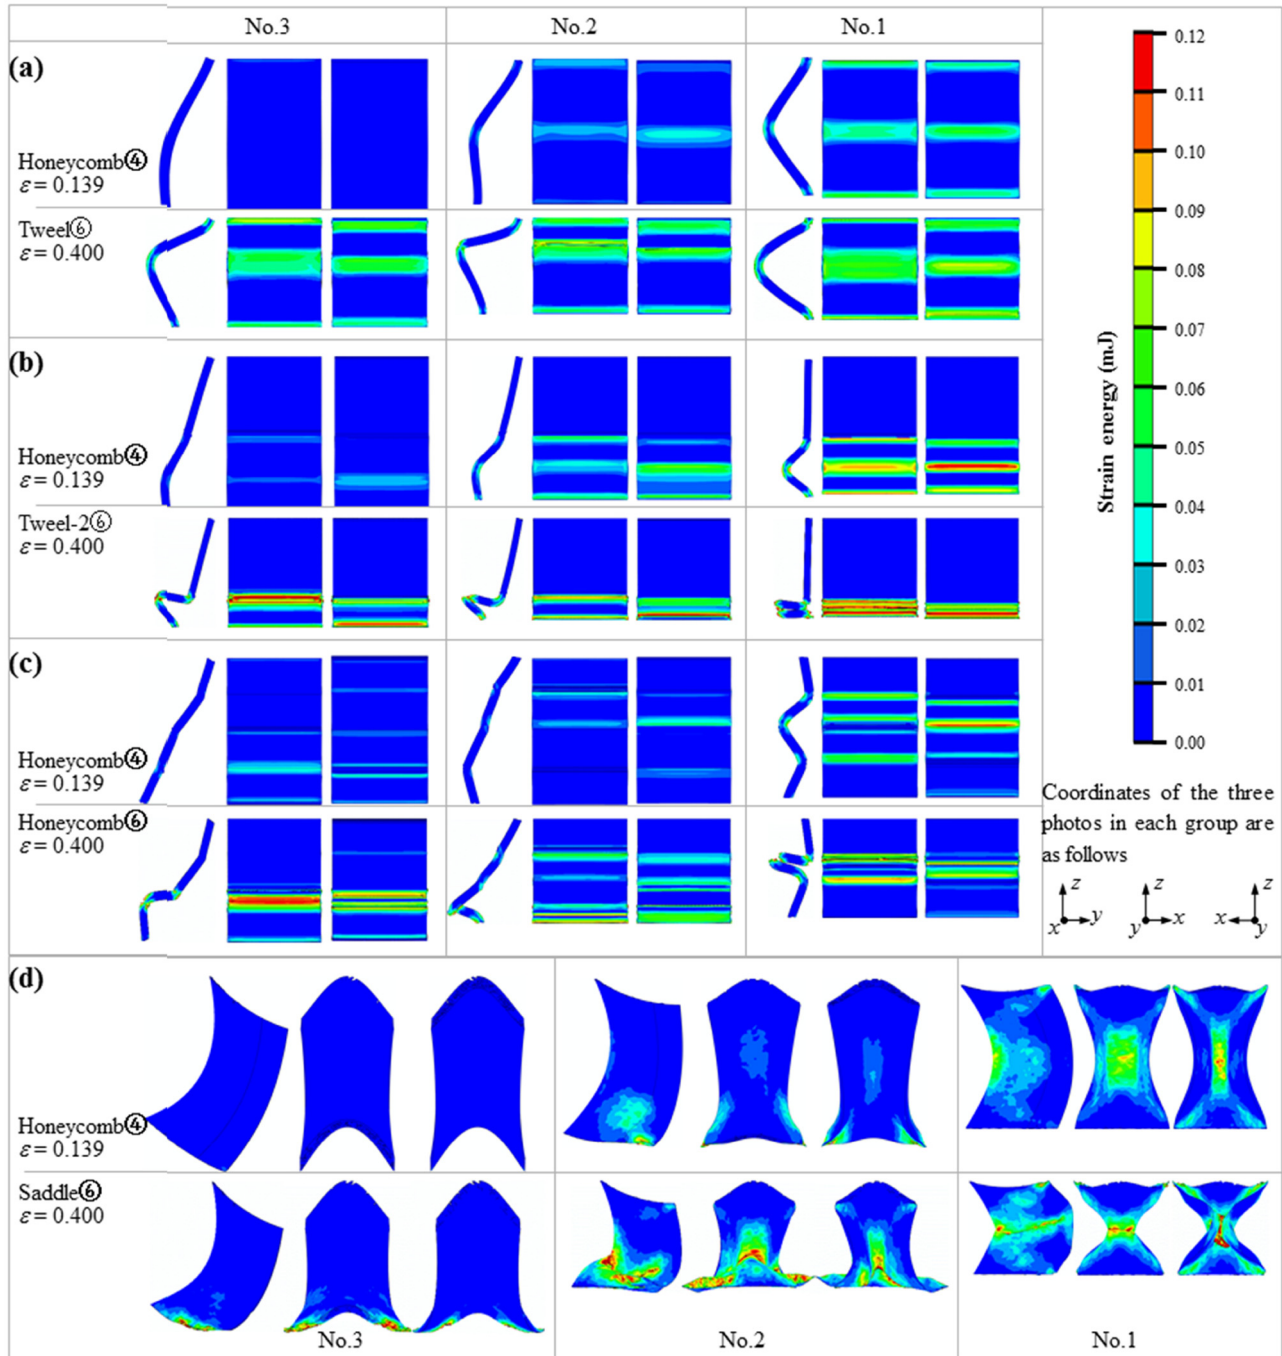 No.3 No.2 No.1
(a)
Honeycomb④
ε = 0.139
Tweel⑥
ε = 0.400
(b)
Honeycomb④
ε = 0.139
Tweel-2⑥
ε = 0.400
(c)
Honeycomb④
ε = 0.139
Honeycomb⑥
ε = 0.400
(d)
Honeycomb④
ε = 0.139
Saddle⑥
ε = 0.400
No.3 No.2 No.1
0.12
0.11
0.10
0.09
0.08
0.07
0.06
0.05
0.04
0.03
0.02
0.01
0.00
Strain energy (mJ)
Coordinates of the three
photos in each group are
as follows
z z z
x y y x x y